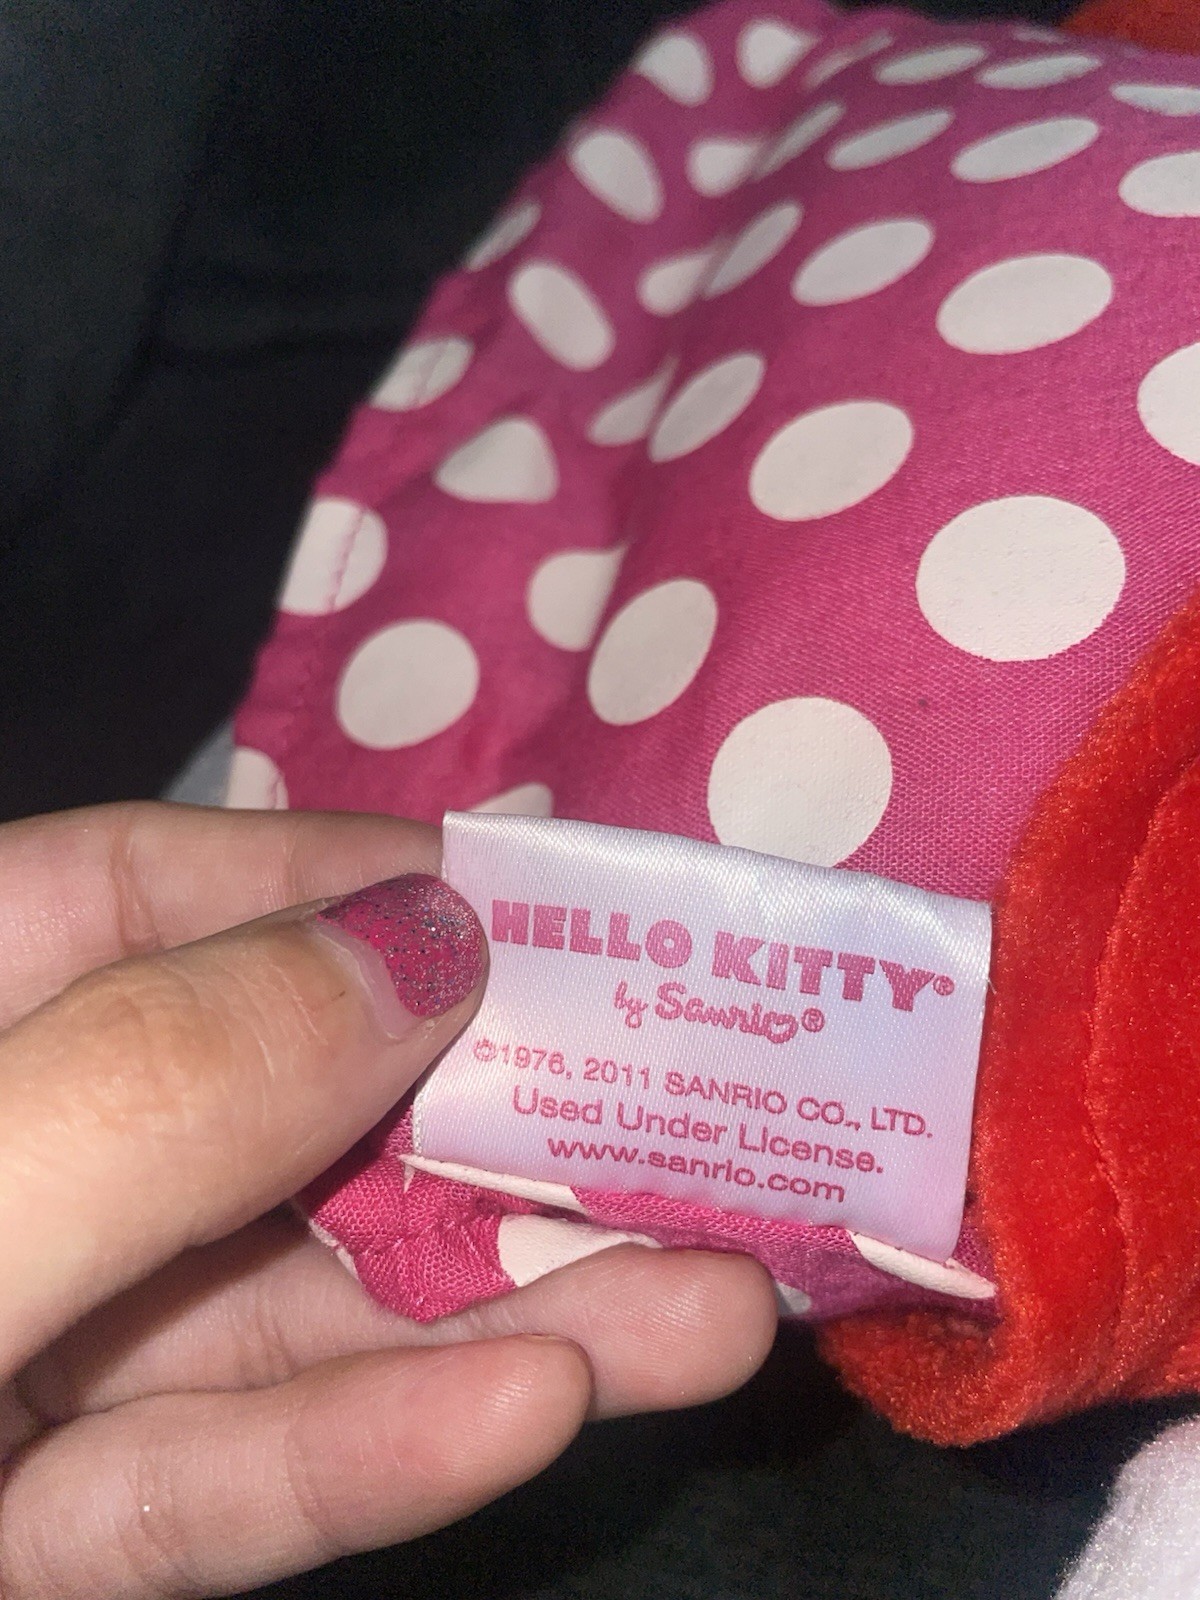 HELLO KITTY®
by Sanrio®
©1976, 2011 SANRIO CO., LTD.
Used Under License.
www.sanrio.com